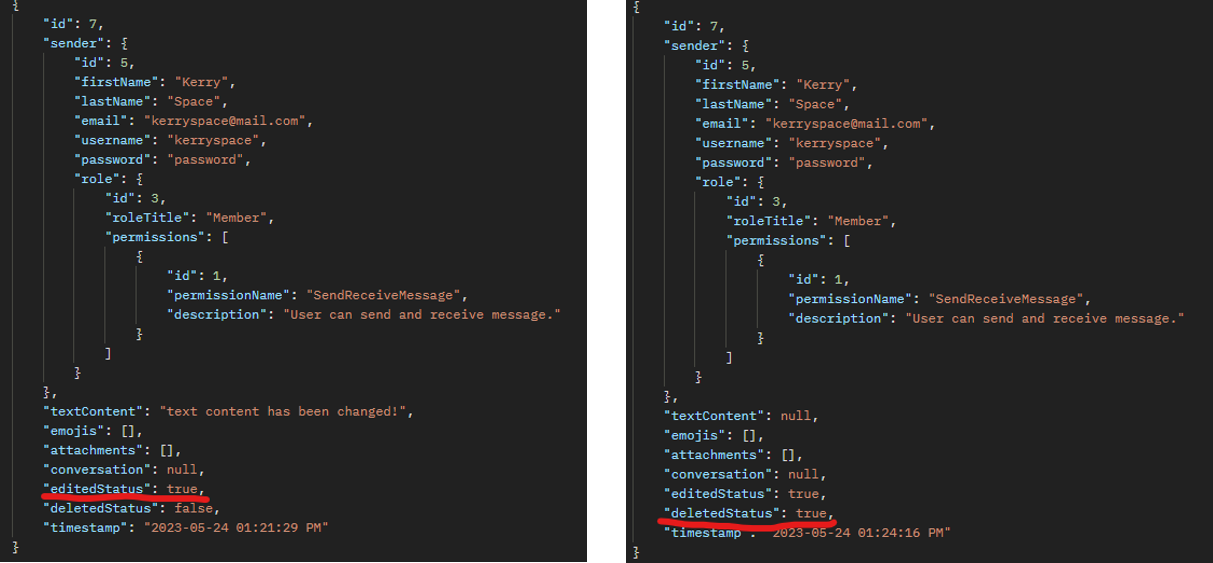 {
"id": 7,
"sender": {
"id": 5,
"firstName": "Kerry",
"lastName": "Space",
"email": "kerryspace@mail.com",
"username": "kerryspace",
"password": "password",
"role": {
"id": 3,
"roleTitle": "Member",
"permissions": [
{
"id": 1,
"permissionName": "SendReceiveMessage",
"description": "User can send and receive message."
}
]
}
},
"textContent": "text content has been changed!",
"emojis": [],
"attachments": [],
"conversation": null,
"editedStatus": true,
"deletedStatus": false,
"timestamp": "2023-05-24 01:21:29 PM"
}
{
"id": 7,
"sender": {
"id": 5,
"firstName": "Kerry",
"lastName": "Space",
"email": "kerryspace@mail.com",
"username": "kerryspace",
"password": "password",
"role": {
"id": 3,
"roleTitle": "Member",
"permissions": [
{
"id": 1,
"permissionName": "SendReceiveMessage",
"description": "User can send and receive message."
}
]
}
},
"textContent": null,
"emojis": [],
"attachments": [],
"conversation": null,
"editedStatus": true,
"deletedStatus": true,
"timestamp": "2023-05-24 01:24:16 PM"
}